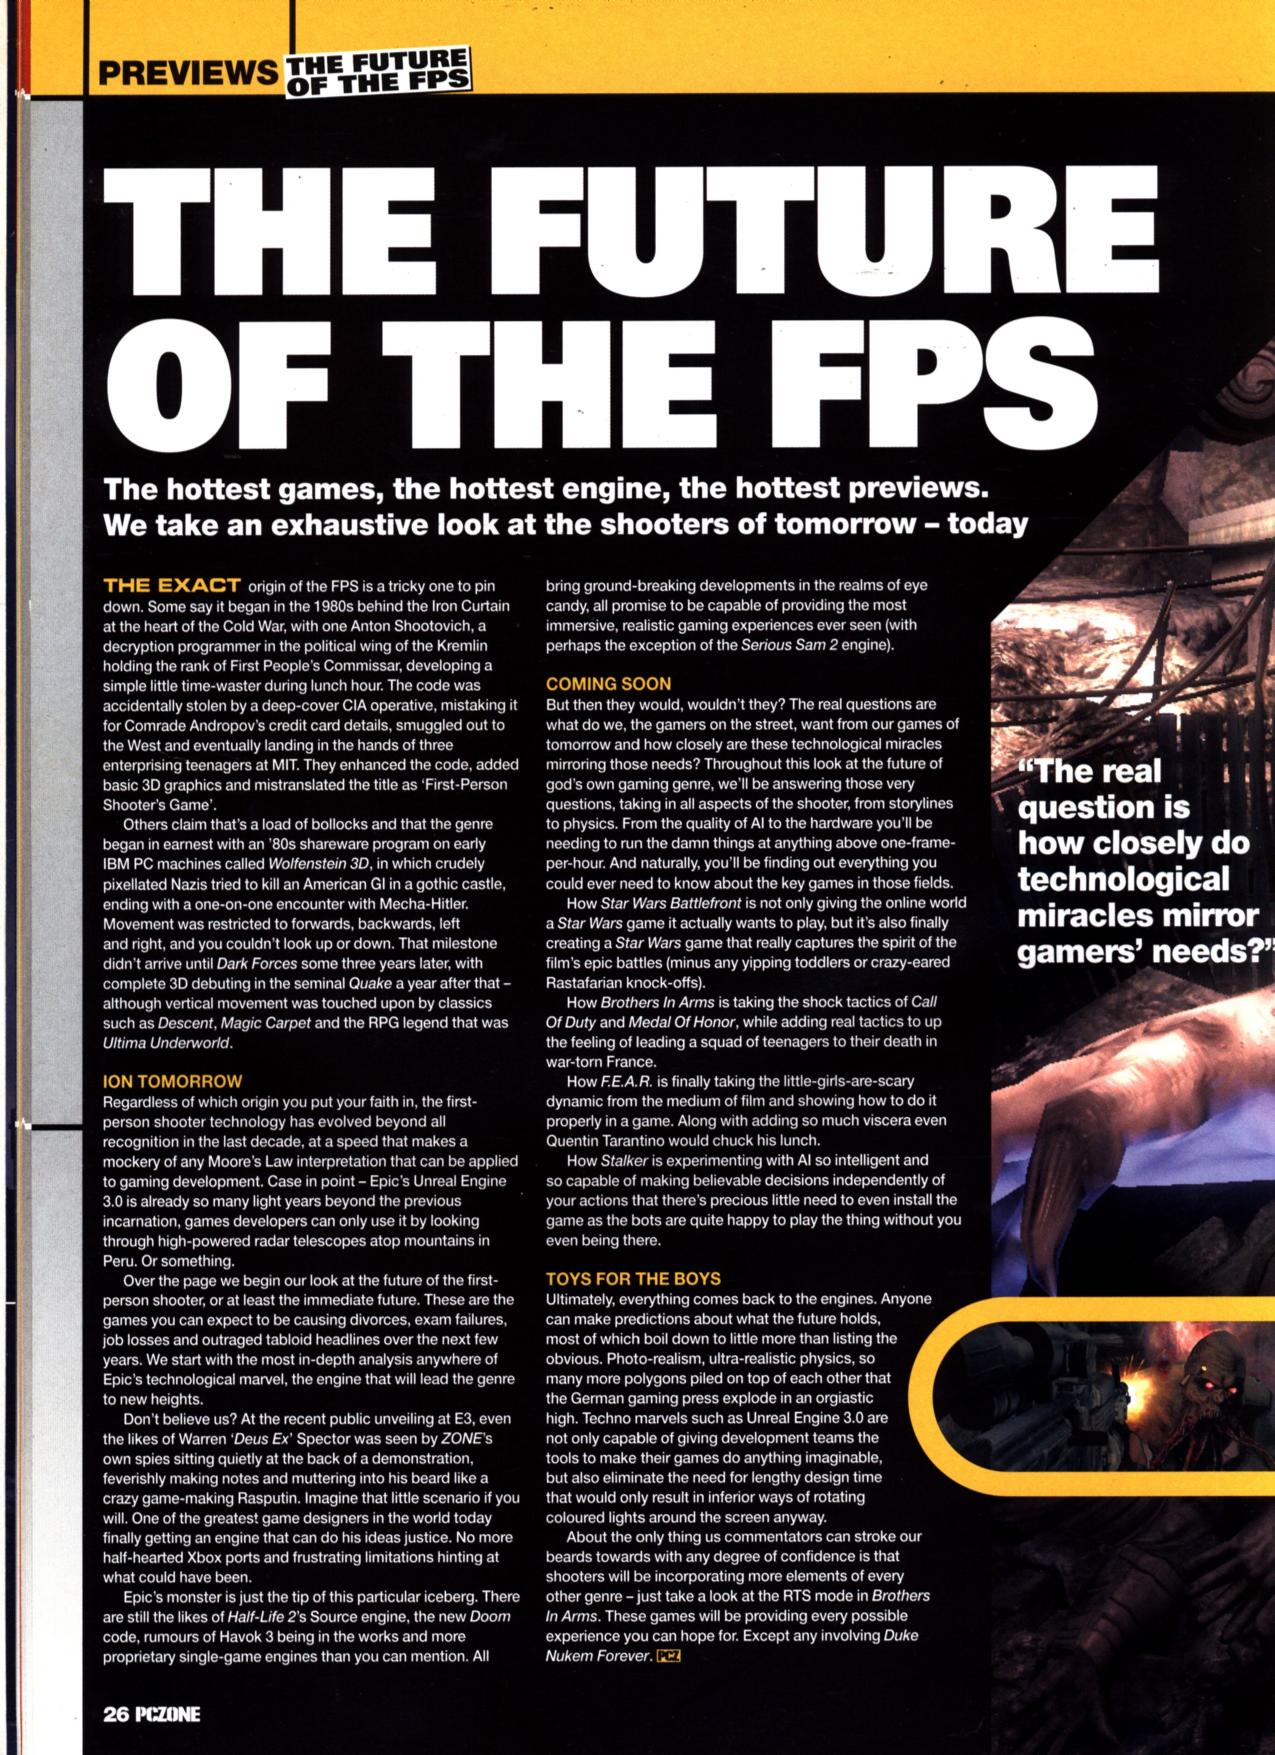 PREVIEWS THE FUTURE
OF THE FPS
THE FUTURE
OF THE FPS
The hottest games, the hottest engine, the hottest previews.
We take an exhaustive look at the shooters of tomorrow – today
THE EXACT origin of the FPS is a tricky one to pin
down. Some say it began in the 1980s behind the Iron Curtain
at the heart of the Cold War, with one Anton Shootovich, a
decryption programmer in the political wing of the Kremlin
holding the rank of First People's Commissar, developing a
simple little time-waster during lunch hour. The code was
accidentally stolen by a deep-cover CIA operative, mistaking it
for Comrade Andropov's credit card details, smuggled out to
the West and eventually landing in the hands of three
enterprising teenagers at MIT. They enhanced the code, added
basic 3D graphics and mistranslated the title as 'First-Person
Shooter's Game'.
Others claim that's a load of bollocks and that the genre
began in earnest with an '80s shareware program on early
IBM PC machines called Wolfenstein 3D, in which crudely
pixellated Nazis tried to kill an American GI in a gothic castle,
ending with a one-on-one encounter with Mecha-Hitler.
Movement was restricted to forwards, backwards, left
and right, and you couldn't look up or down. That milestone
didn't arrive until Dark Forces some three years later, with
complete 3D debuting in the seminal Quake a year after that –
although vertical movement was touched upon by classics
such as Descent, Magic Carpet and the RPG legend that was
Ultima Underworld.
ION TOMORROW
Regardless of which origin you put your faith in, the first-
person shooter technology has evolved beyond all
recognition in the last decade, at a speed that makes a
mockery of any Moore's Law interpretation that can be applied
to gaming development. Case in point – Epic's Unreal Engine
3.0 is already so many light years beyond the previous
incarnation, games developers can only use it by looking
through high-powered radar telescopes atop mountains in
Peru. Or something.
Over the page we begin our look at the future of the first-
person shooter, or at least the immediate future. These are the
games you can expect to be causing divorces, exam failures,
job losses and outraged tabloid headlines over the next few
years. We start with the most in-depth analysis anywhere of
Epic's technological marvel, the engine that will lead the genre
to new heights.
Don't believe us? At the recent public unveiling at E3, even
the likes of Warren 'Deus Ex' Spector was seen by ZONE's
own spies sitting quietly at the back of a demonstration,
feverishly making notes and muttering into his beard like a
crazy game-making Rasputin. Imagine that little scenario if you
will. One of the greatest game designers in the world today
finally getting an engine that can do his ideas justice. No more
half-hearted Xbox ports and frustrating limitations hinting at
what could have been.
Epic's monster is just the tip of this particular iceberg. There
are still the likes of Half-Life 2's Source engine, the new Doom
code, rumours of Havok 3 being in the works and more
proprietary single-game engines than you can mention. All
bring ground-breaking developments in the realms of eye
candy, all promise to be capable of providing the most
immersive, realistic gaming experiences ever seen (with
perhaps the exception of the Serious Sam 2 engine).
COMING SOON
But then they would, wouldn't they? The real questions are
what do we, the gamers on the street, want from our games of
tomorrow and how closely are these technological miracles
mirroring those needs? Throughout this look at the future of
god's own gaming genre, we'll be answering those very
questions, taking in all aspects of the shooter, from storylines
to physics. From the quality of AI to the hardware you'll be
needing to run the damn things at anything above one-frame-
per-hour. And naturally, you'll be finding out everything you
could ever need to know about the key games in those fields.
How Star Wars Battlefront is not only giving the online world
a Star Wars game it actually wants to play, but it's also finally
creating a Star Wars game that really captures the spirit of the
film's epic battles (minus any yipping toddlers or crazy-eared
Rastafarian knock-offs).
How Brothers In Arms is taking the shock tactics of Call
Of Duty and Medal Of Honor, while adding real tactics to up
the feeling of leading a squad of teenagers to their death in
war-torn France.
How F.E.A.R. is finally taking the little-girls-are-scary
dynamic from the medium of film and showing how to do it
properly in a game. Along with adding so much viscera even
Quentin Tarantino would chuck his lunch.
How Stalker is experimenting with AI so intelligent and
so capable of making believable decisions independently of
your actions that there's precious little need to even install the
game as the bots are quite happy to play the thing without you
even being there.
TOYS FOR THE BOYS
Ultimately, everything comes back to the engines. Anyone
can make predictions about what the future holds,
most of which boil down to little more than listing the
obvious. Photo-realism, ultra-realistic physics, so
many more polygons piled on top of each other that
the German gaming press explode in an orgiastic
high. Techno marvels such as Unreal Engine 3.0 are
not only capable of giving development teams the
tools to make their games do anything imaginable,
but also eliminate the need for lengthy design time
that would only result in inferior ways of rotating
coloured lights around the screen anyway.
About the only thing us commentators can stroke our
beards towards with any degree of confidence is that
shooters will be incorporating more elements of every
other genre – just take a look at the RTS mode in Brothers
In Arms. These games will be providing every possible
experience you can hope for. Except any involving Duke
Nukem Forever. PCZ
"The real
question is
how closely do
technological
miracles mirror
gamers' needs?"
26 PCZONE